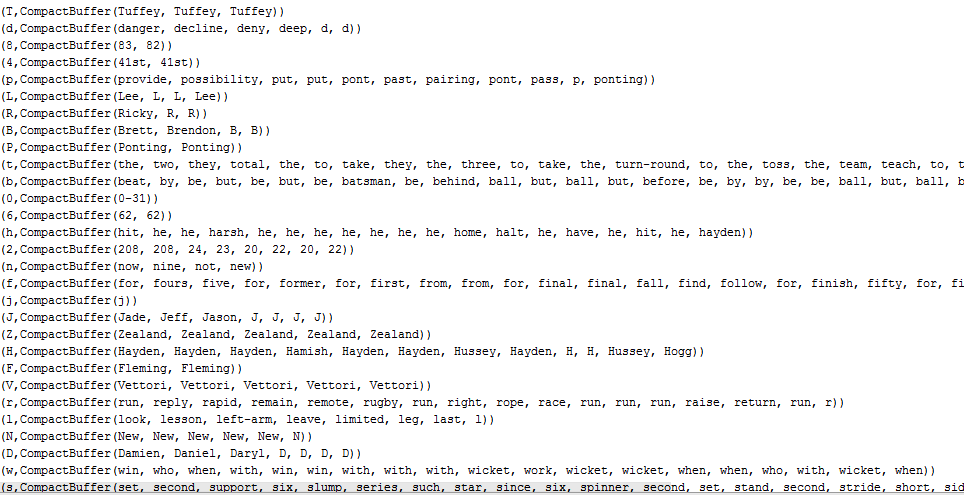 (T,CompactBuffer(Tuffey, Tuffey, Tuffey))
(d,CompactBuffer(danger, decline, deny, deep, d, d))
(8,CompactBuffer(83, 82))
(4,CompactBuffer(41st, 41st))
(p,CompactBuffer(provide, possibility, put, put, pont, past, pairing, pont, pass, p, ponting))
(L,CompactBuffer(Lee, L, L, Lee))
(R,CompactBuffer(Ricky, R, R))
(B,CompactBuffer(Brett, Brendon, B, B))
(P,CompactBuffer(Ponting, Ponting))
(t,CompactBuffer(the, two, they, total, the, to, take, they, the, three, to, take, the, turn-round, to, the, toss, the, team, teach, to, t
(b,CompactBuffer(beat, by, be, but, be, but, be, batsman, be, behind, ball, but, ball, but, before, be, by, by, be, be, ball, but, ball, b
(0,CompactBuffer(0-31))
(6,CompactBuffer(62, 62))
(h,CompactBuffer(hit, he, he, harsh, he, he, he, he, he, he, he, home, halt, he, have, he, hit, he, hayden))
(2,CompactBuffer(208, 208, 24, 23, 20, 22, 20, 22))
(n,CompactBuffer(now, nine, not, new))
(f,CompactBuffer(for, fours, five, for, former, for, first, from, from, for, final, final, fall, find, follow, for, finish, fifty, for, fi
(j,CompactBuffer(j))
(J,CompactBuffer(Jade, Jeff, Jason, J, J, J, J))
(Z,CompactBuffer(Zealand, Zealand, Zealand, Zealand, Zealand))
(H,CompactBuffer(Hayden, Hayden, Hayden, Hamish, Hayden, Hayden, Hussey, Hayden, H, H, Hussey, Hogg))
(F,CompactBuffer(Fleming, Fleming))
(V,CompactBuffer(Vettori, Vettori, Vettori, Vettori, Vettori))
(r,CompactBuffer(run, reply, rapid, remain, remote, rugby, run, right, rope, race, run, run, run, raise, return, run, r))
(l,CompactBuffer(look, lesson, left-arm, leave, limited, leg, last, l))
(N,CompactBuffer(New, New, New, New, New, N))
(D,CompactBuffer(Damien, Daniel, Daryl, D, D, D, D))
(w,CompactBuffer(win, who, when, with, win, win, with, with, with, wicket, work, wicket, wicket, when, when, who, with, wicket, when))
(s,CompactBuffer(set, second, support, six, slump, series, such, star, since, six, spinner, second, set, stand, second, stride, short, sid